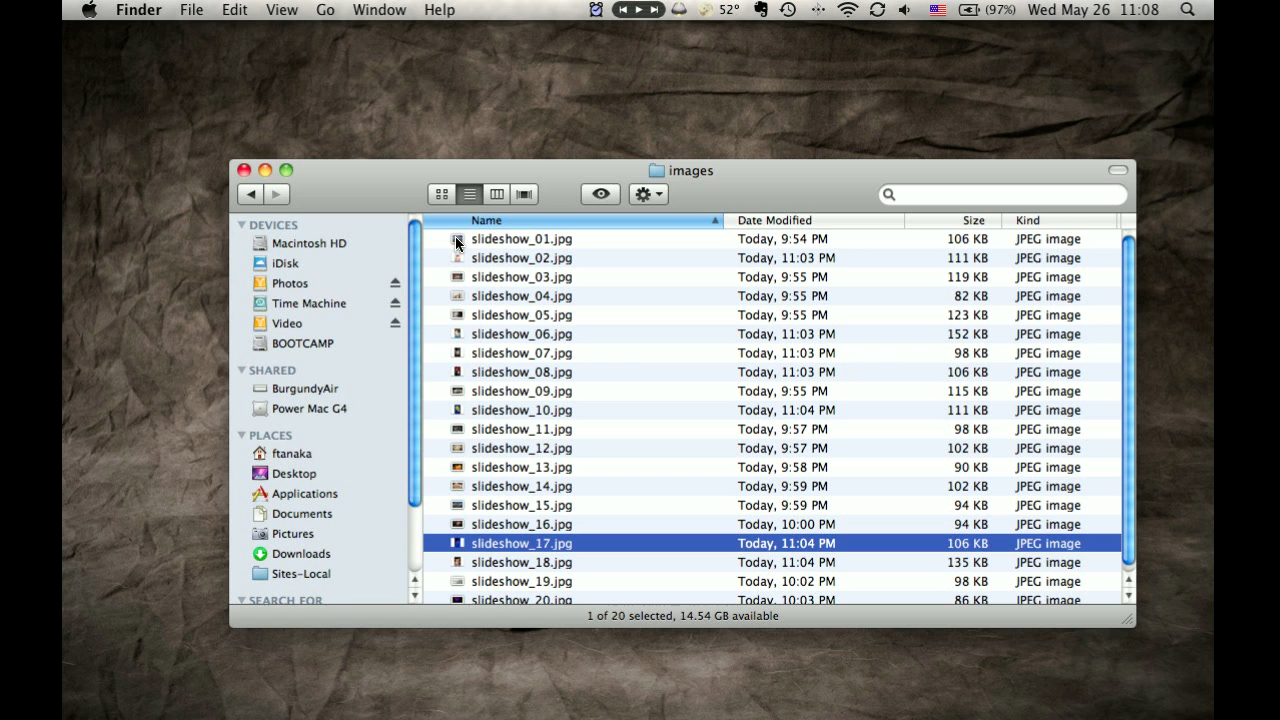 Finder File Edit View Go Window Help 52° (97%) Wed May 26 11:08
images
Name Date Modified Size Kind
DEVICES
Macintosh HD
iDisk
Photos
Time Machine
Video
BOOTCAMP
SHARED
BurgundyAir
Power Mac G4
PLACES
ftanaka
Desktop
Applications
Documents
Pictures
Downloads
Sites-Local
SEARCH FOR
slideshow_01.jpg Today, 9:54 PM 106 KB JPEG image
slideshow_02.jpg Today, 11:03 PM 111 KB JPEG image
slideshow_03.jpg Today, 9:55 PM 119 KB JPEG image
slideshow_04.jpg Today, 9:55 PM 82 KB JPEG image
slideshow_05.jpg Today, 9:55 PM 123 KB JPEG image
slideshow_06.jpg Today, 11:03 PM 152 KB JPEG image
slideshow_07.jpg Today, 11:03 PM 98 KB JPEG image
slideshow_08.jpg Today, 11:03 PM 106 KB JPEG image
slideshow_09.jpg Today, 9:55 PM 115 KB JPEG image
slideshow_10.jpg Today, 11:04 PM 111 KB JPEG image
slideshow_11.jpg Today, 9:57 PM 98 KB JPEG image
slideshow_12.jpg Today, 9:57 PM 102 KB JPEG image
slideshow_13.jpg Today, 9:58 PM 90 KB JPEG image
slideshow_14.jpg Today, 9:59 PM 102 KB JPEG image
slideshow_15.jpg Today, 9:59 PM 94 KB JPEG image
slideshow_16.jpg Today, 10:00 PM 94 KB JPEG image
slideshow_17.jpg Today, 11:04 PM 106 KB JPEG image
slideshow_18.jpg Today, 11:04 PM 135 KB JPEG image
slideshow_19.jpg Today, 10:02 PM 98 KB JPEG image
slideshow_20.jpg Today, 10:03 PM 86 KB JPEG image
1 of 20 selected, 14.54 GB available